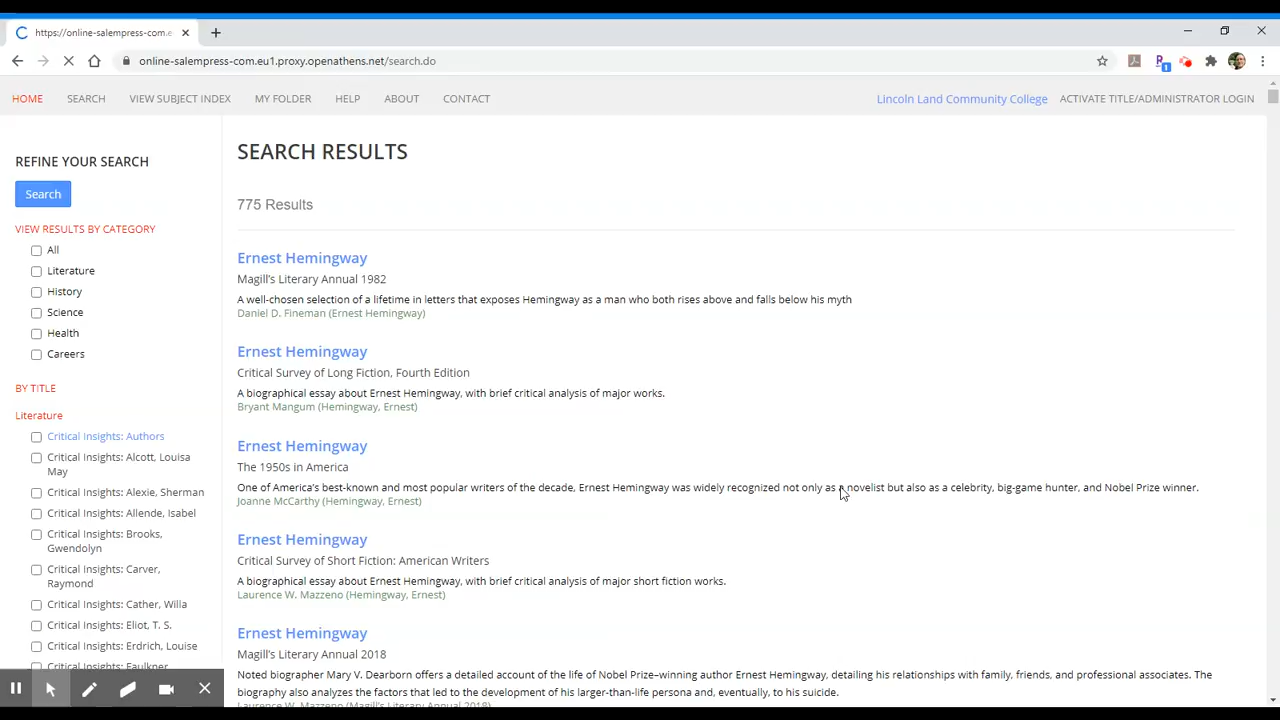 https://online-salempress-com.e
online-salempress-com.eu1.proxy.openathens.net/search.do
1
HOME SEARCH VIEW SUBJECT INDEX MY FOLDER HELP ABOUT CONTACT Lincoln Land Community College ACTIVATE TITLE/ADMINISTRATOR LOGIN
REFINE YOUR SEARCH
Search
VIEW RESULTS BY CATEGORY
All
Literature
History
Science
Health
Careers
BY TITLE
Literature
Critical Insights: Authors
Critical Insights: Alcott, Louisa
May
Critical Insights: Alexie, Sherman
Critical Insights: Allende, Isabel
Critical Insights: Brooks,
Gwendolyn
Critical Insights: Carver,
Raymond
Critical Insights: Cather, Willa
Critical Insights: Eliot, T. S.
Critical Insights: Erdrich, Louise
Critical Insights: Faulkner,
SEARCH RESULTS
775 Results
Ernest Hemingway
Magill's Literary Annual 1982
A well-chosen selection of a lifetime in letters that exposes Hemingway as a man who both rises above and falls below his myth
Daniel D. Fineman (Ernest Hemingway)
Ernest Hemingway
Critical Survey of Long Fiction, Fourth Edition
A biographical essay about Ernest Hemingway, with brief critical analysis of major works.
Bryant Mangum (Hemingway, Ernest)
Ernest Hemingway
The 1950s in America
One of America's best-known and most popular writers of the decade, Ernest Hemingway was widely recognized not only as a novelist but also as a celebrity, big-game hunter, and Nobel Prize winner.
Joanne McCarthy (Hemingway, Ernest)
Ernest Hemingway
Critical Survey of Short Fiction: American Writers
A biographical essay about Ernest Hemingway, with brief critical analysis of major short fiction works.
Laurence W. Mazzeno (Hemingway, Ernest)
Ernest Hemingway
Magill's Literary Annual 2018
Noted biographer Mary V. Dearborn offers a detailed account of the life of Nobel Prize–winning author Ernest Hemingway, detailing his relationships with family, friends, and professional associates. The
biography also analyzes the factors that led to the development of his larger-than-life persona and, eventually, to his suicide.
Laurence W. Mazzeno (Magill's Literary Annual 2018)